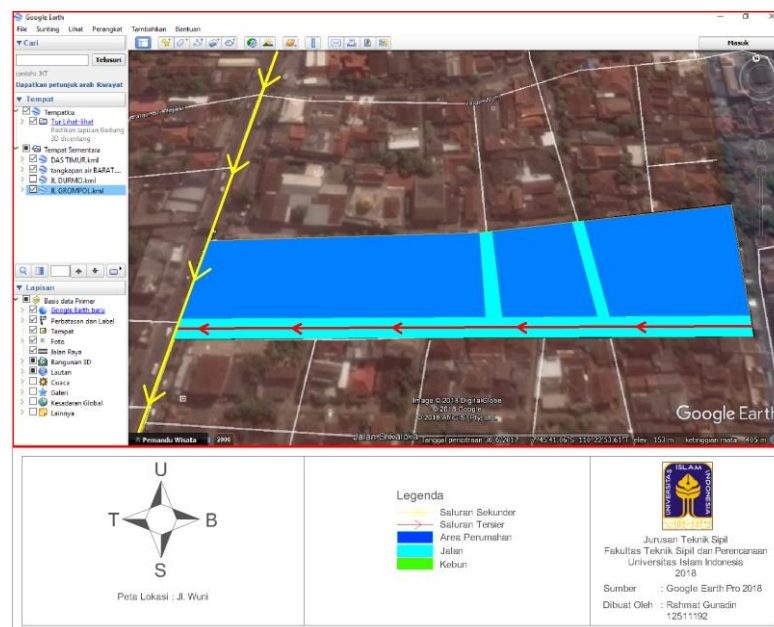 Google Earth
File Sunting Lihat Perangkat Tambahkan Bantuan
▼ Cari
Telusuri
contoh: JKT
Dapatkan petunjuk arah Riwayat
▼ Tempat
Tempatku
Tur Lihat-lihat
Pastikan lapisan Gedung
3D dicentang
Tempat Sementara
DAS TIMUR.kml
tangkapan air BARAT....
JL DURMO.kml
JL GROMPOL.kml
▼ Lapisan
Basis data Primer
Google Earth baru
Perbatasan dan Label
Tempat
Foto
Jalan Raya
Bangunan 3D
Lautan
Cuaca
Galeri
Kesadaran Global
Lainnya
Masuk
Image © 2018 DigitalGlobe
© 2018 Google
Google Earth
Pemandu Wisata
2006
U
T
B
S
Peta Lokasi : Jl. Wuni
Legenda
Saluran Sekunder
Saluran Tersier
Area Perumahan
Jalan
Kebun
UNIVERSITAS ISLAM INDONESIA
Jurusan Teknik Sipil
Fakultas Teknik Sipil dan Perencanaan
Universitas Islam Indonesia
2018
Sumber : Google Earth Pro 2018
Dibuat Oleh : Rahmat Gunadin
12511192